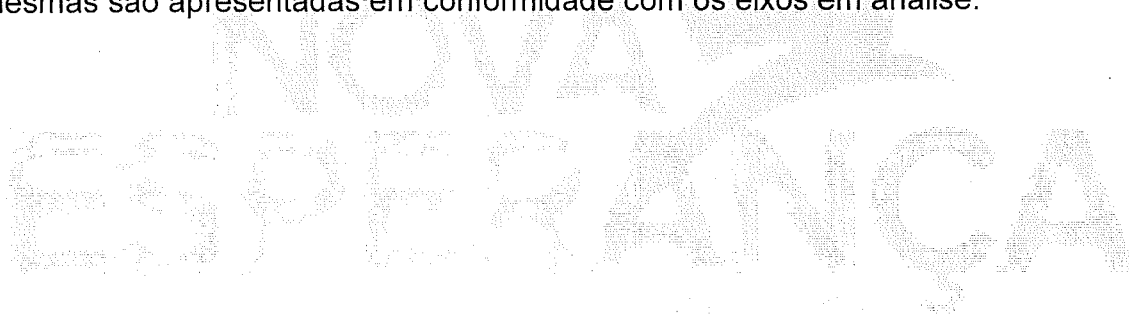 mesmas são apresentadas em conformidade com os eixos em análise.
NOVA
ESPERANÇA